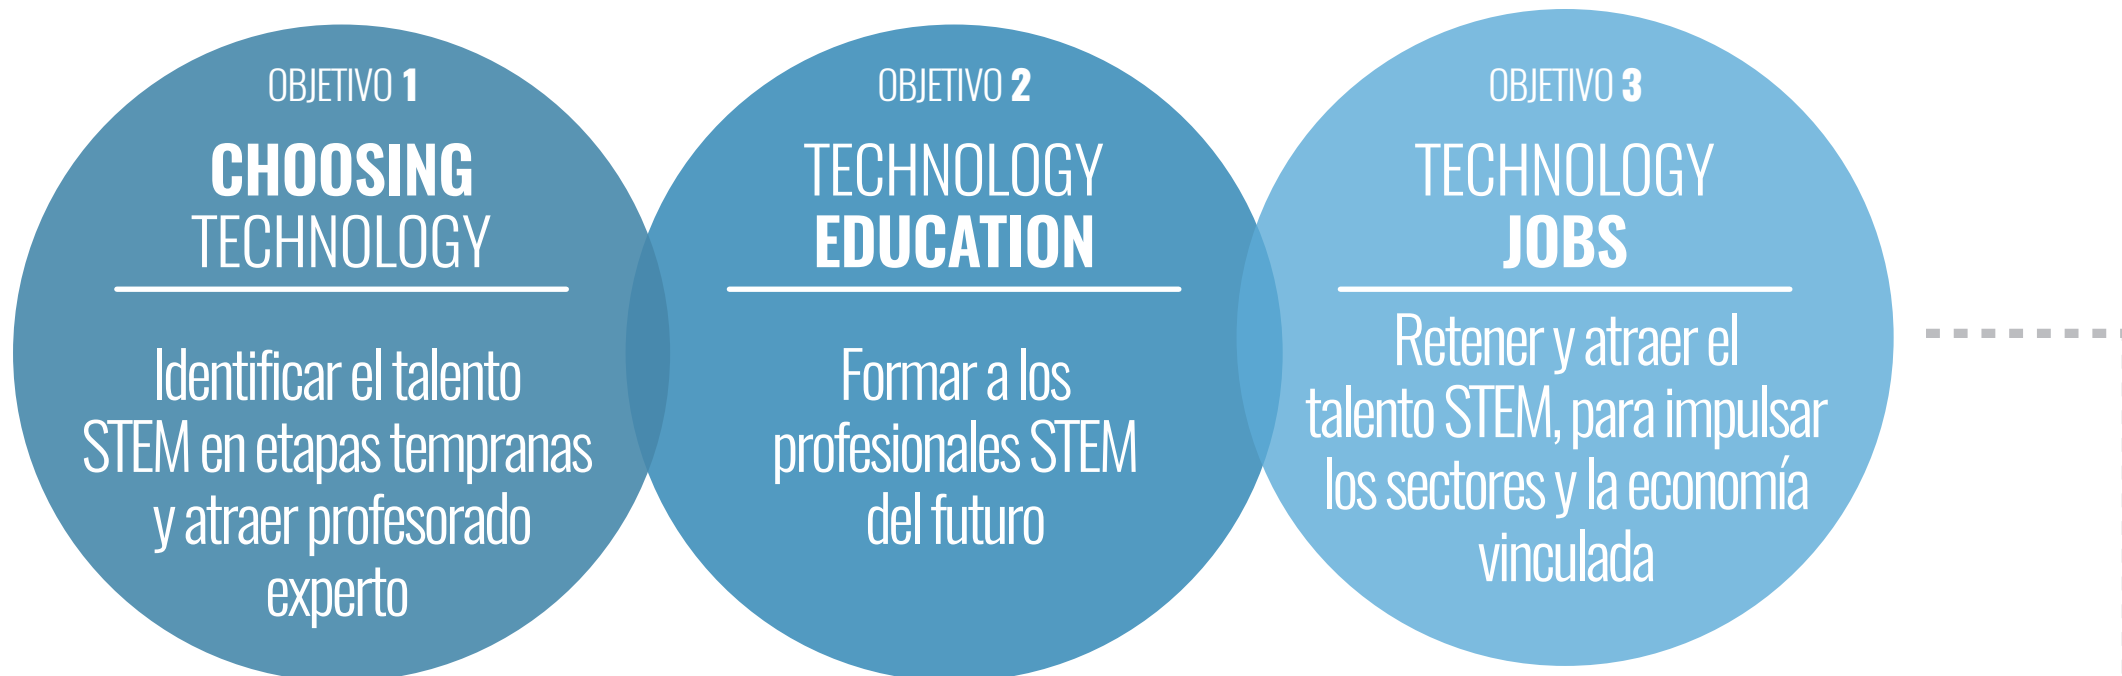 OBJETIVO 1
CHOOSING
TECHNOLOGY
Identificar el talento
STEM en etapas tempranas
y atraer profesorado
experto
OBJETIVO 2
TECHNOLOGY
EDUCATION
Formar a los
profesionales STEM
del futuro
OBJETIVO 3
TECHNOLOGY
JOBS
Retener y atraer el
talento STEM, para impulsar
los sectores y la economía
vinculada